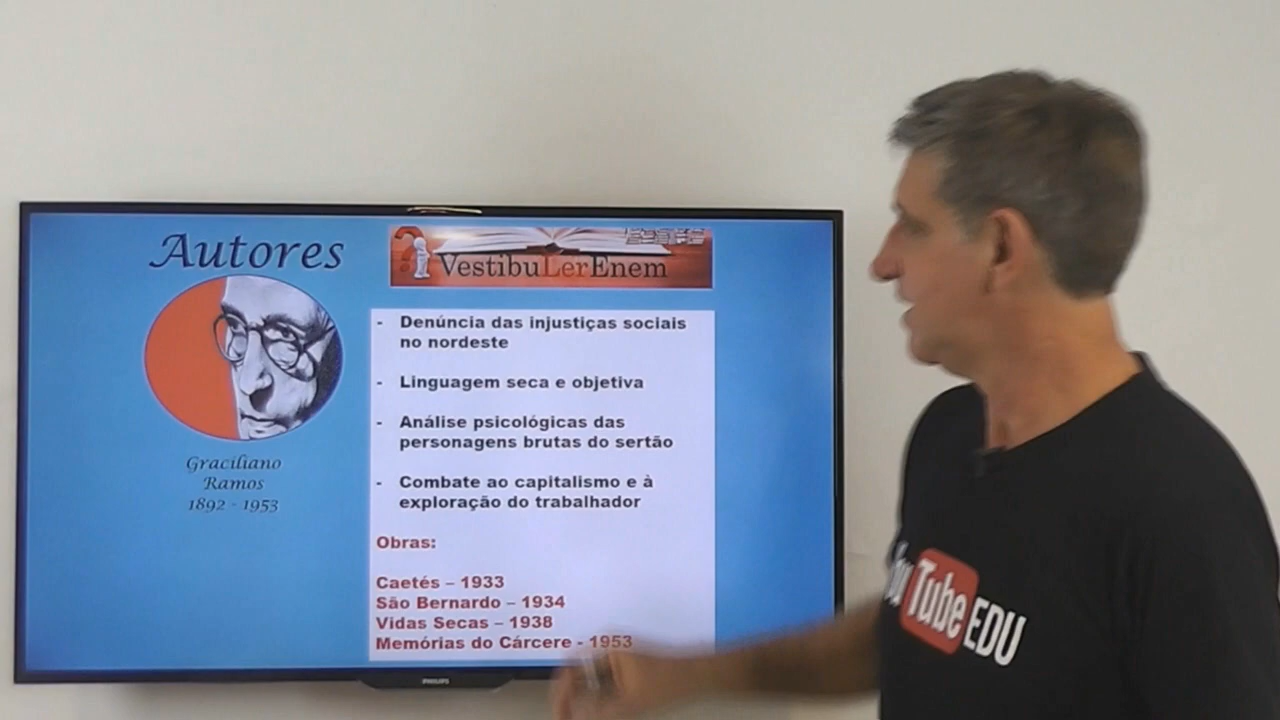 Autores
VestibuLerEnem
Graciliano
Ramos
1892 - 1953
- Denúncia das injustiças sociais
no nordeste
- Linguagem seca e objetiva
- Análise psicológicas das
personagens brutas do sertão
- Combate ao capitalismo e à
exploração do trabalhador
Obras:
Caetés – 1933
São Bernardo – 1934
Vidas Secas – 1938
Memórias do Cárcere - 1953
PHILIPS
Tube EDU